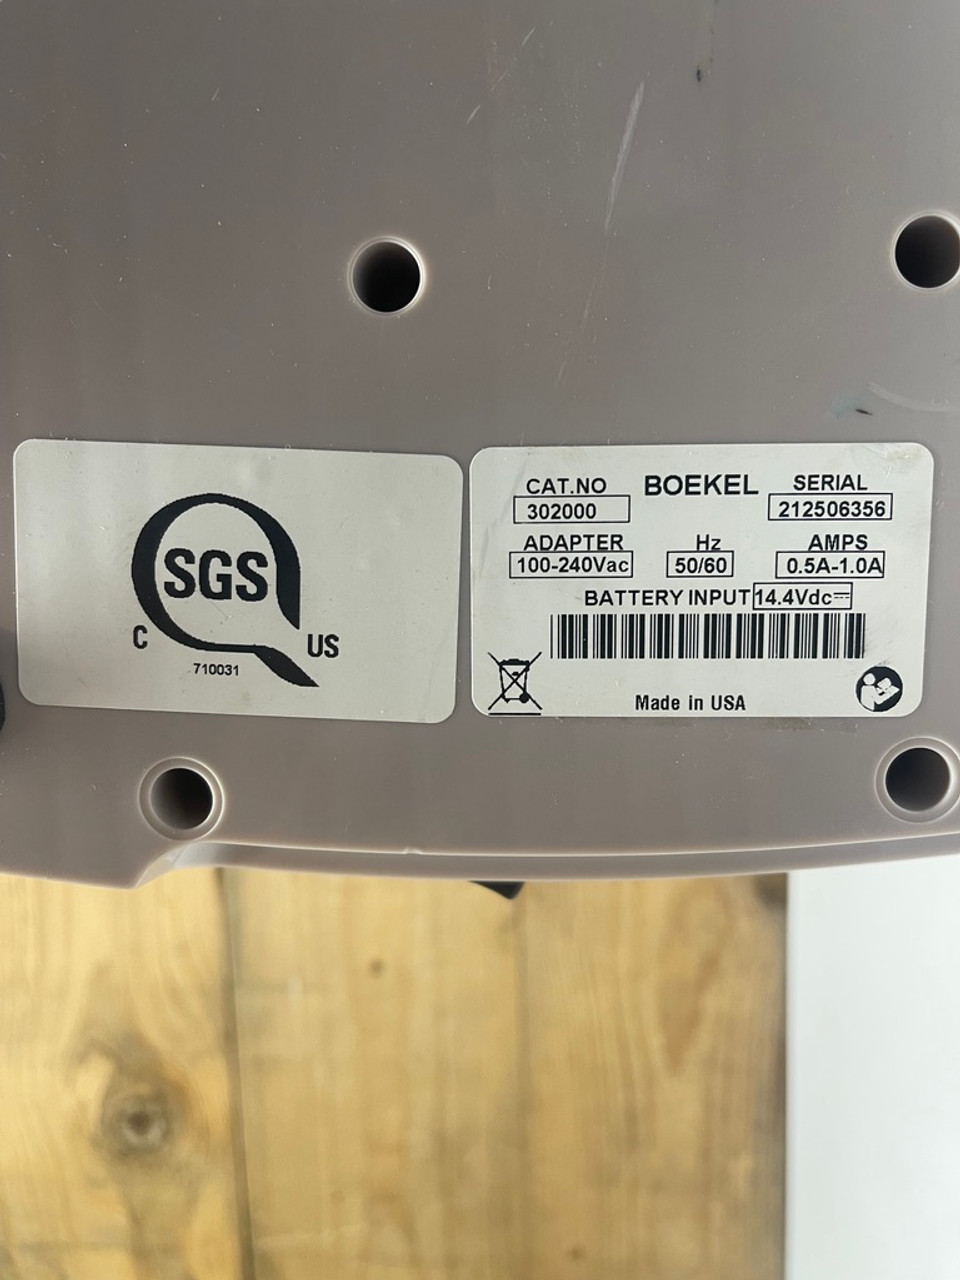 SGS
C US
710031
CAT.NO BOEKEL SERIAL
302000 212506356
ADAPTER Hz AMPS
100-240Vac 50/60 0.5A-1.0A
BATTERY INPUT 14.4Vdc⎓
Made in USA